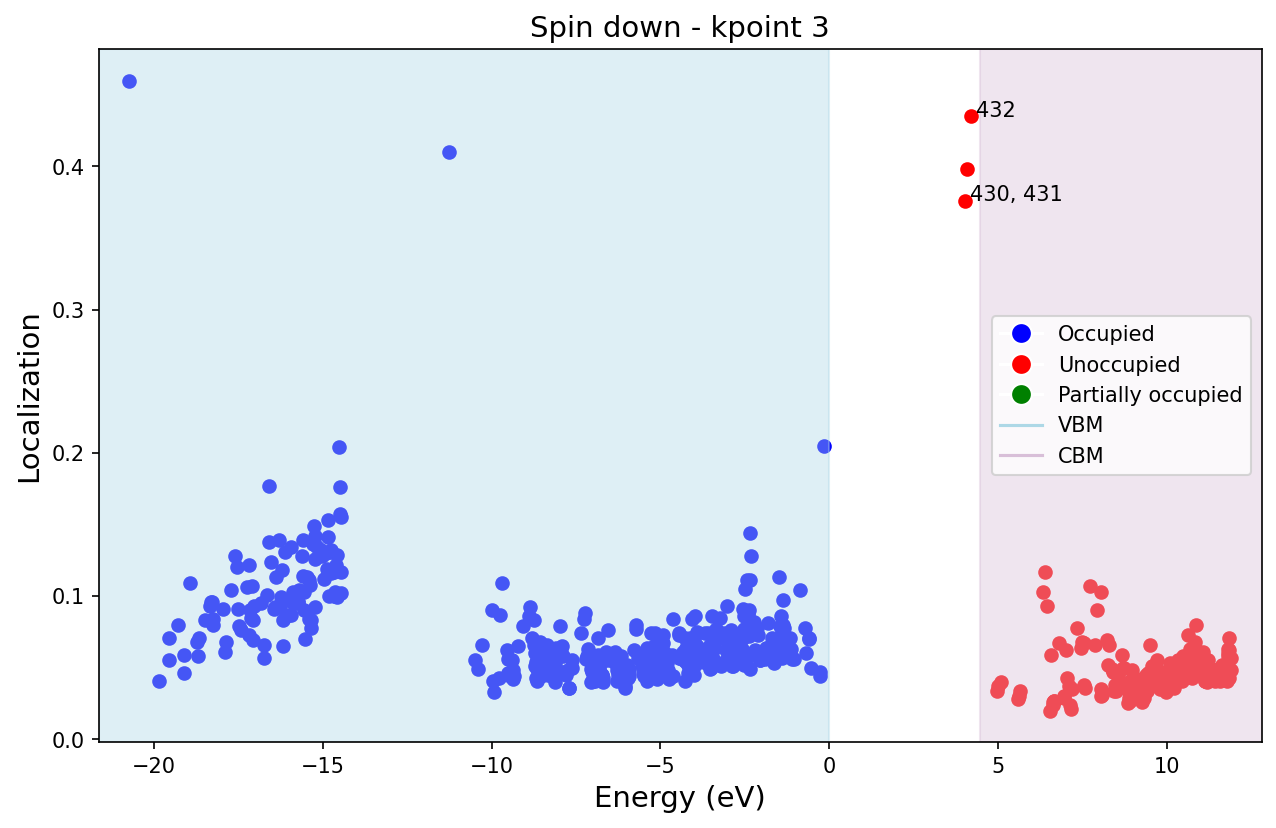 Spin down - kpoint 3
Localization
0.4
0.3
0.2
0.1
0.0
432
430, 431
Occupied
Unoccupied
Partially occupied
VBM
CBM
−20
−15
−10
−5
0
5
10
Energy (eV)